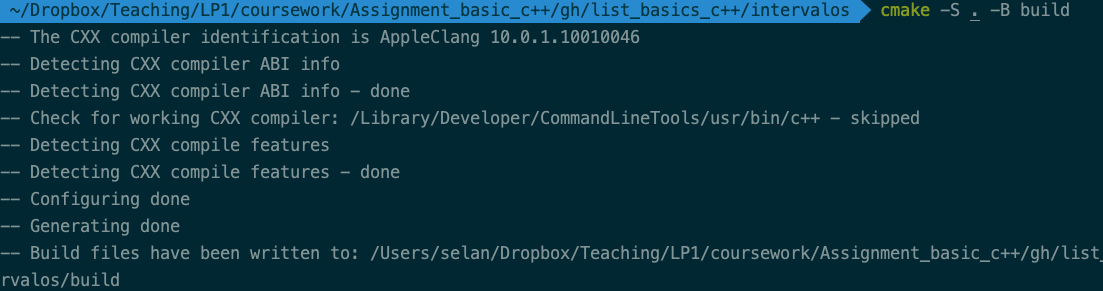 ~/Dropbox/Teaching/LP1/coursework/Assignment_basic_c++/gh/list_basics_c++/intervalos cmake -S . -B build
-- The CXX compiler identification is AppleClang 10.0.1.10010046
-- Detecting CXX compiler ABI info
-- Detecting CXX compiler ABI info - done
-- Check for working CXX compiler: /Library/Developer/CommandLineTools/usr/bin/c++ - skipped
-- Detecting CXX compile features
-- Detecting CXX compile features - done
-- Configuring done
-- Generating done
-- Build files have been written to: /Users/selan/Dropbox/Teaching/LP1/coursework/Assignment_basic_c++/gh/list_
rvalos/build